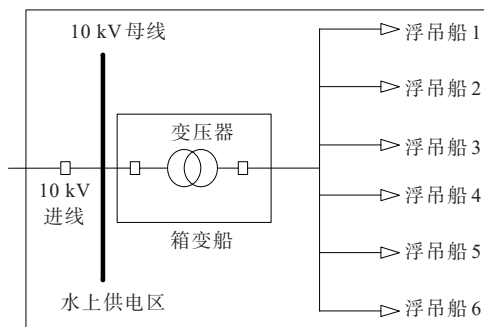 10 kV 母线
浮吊船 1
浮吊船 2
变压器
浮吊船 3
10 kV
进线
浮吊船 4
箱变船
浮吊船 5
水上供电区
浮吊船 6